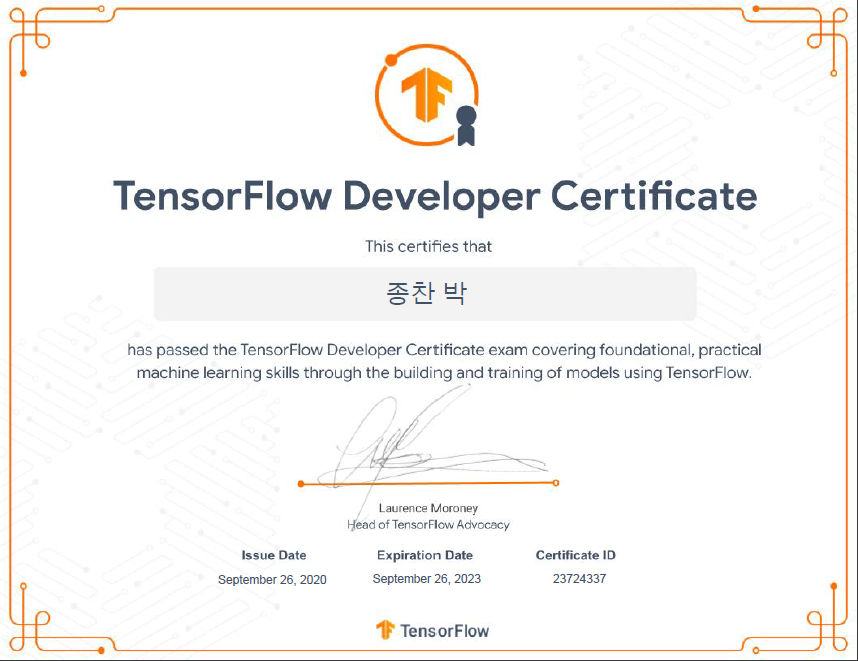 TF
TensorFlow Developer Certificate
This certifies that
종찬 박
has passed the TensorFlow Developer Certificate exam covering foundational, practical
machine learning skills through the building and training of models using TensorFlow.
Laurence Moroney
Head of TensorFlow Advocacy
Issue Date Expiration Date Certificate ID
September 26, 2020 September 26, 2023 23724337
TensorFlow